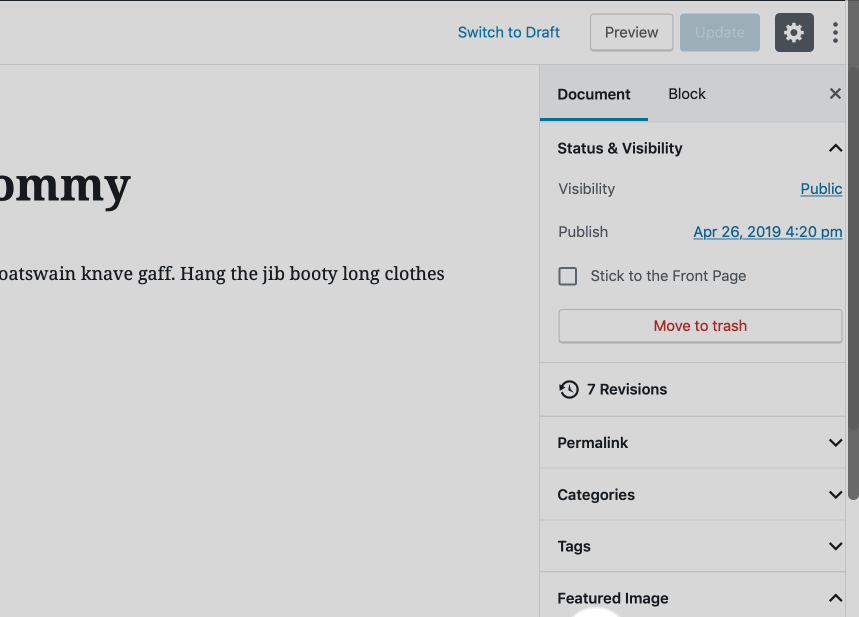 Switch to Draft Preview Update
Document Block
Status & Visibility
ommy
Visibility Public
Publish Apr 26, 2019 4:20 pm
oatswain knave gaff. Hang the jib booty long clothes
Stick to the Front Page
Move to trash
7 Revisions
Permalink
Categories
Tags
Featured Image